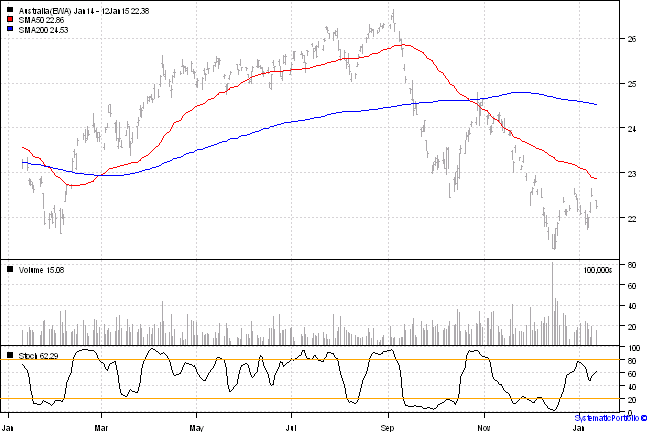 Australia(EWA) Jan14 - 12Jan15 22.38
SMA50 22.86
SMA200 24.53
26
25
24
23
22
Volume 15.08
100,000s
80
60
40
20
Stoch 62.29
100
80
60
40
20
0
Jan Mar May Jul Sep Nov Jan
SystematicPortfolio ©